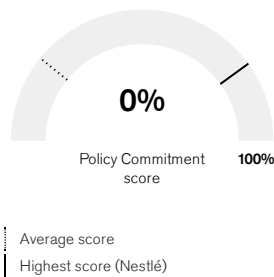 0%
Policy Commitment
score
100%
Average score
Highest score (Nestlé)